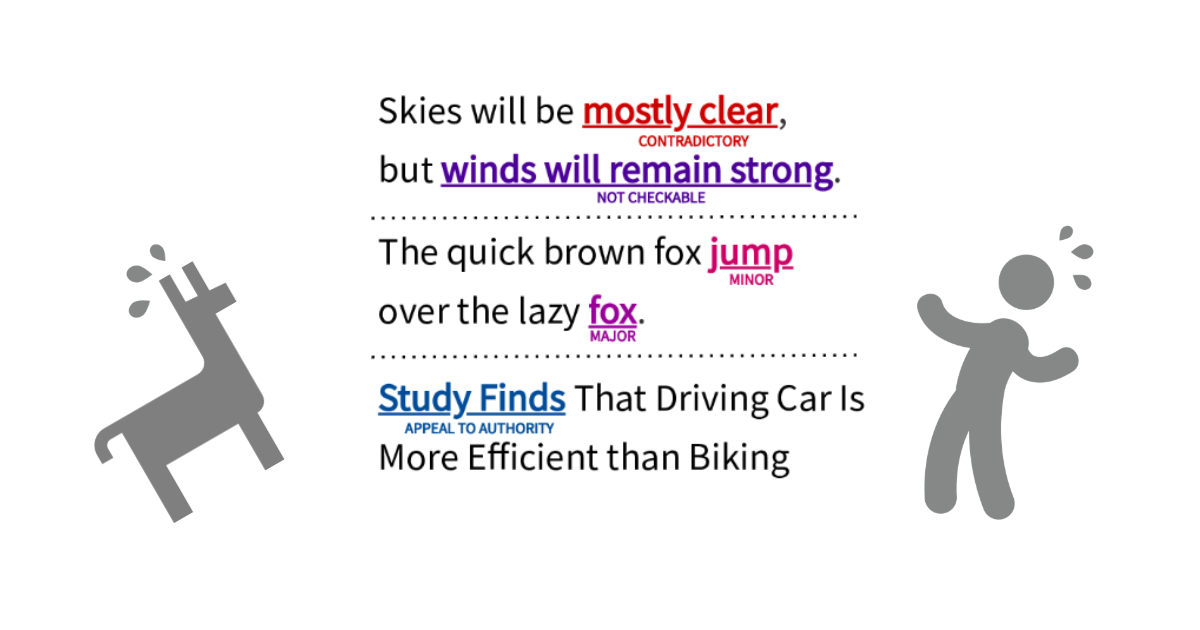 Skies will be mostly clear,
CONTRADICTORY
but winds will remain strong.
NOT CHECKABLE
The quick brown fox jump
MINOR
over the lazy fox.
MAJOR
Study Finds That Driving Car Is
APPEAL TO AUTHORITY
More Efficient than Biking